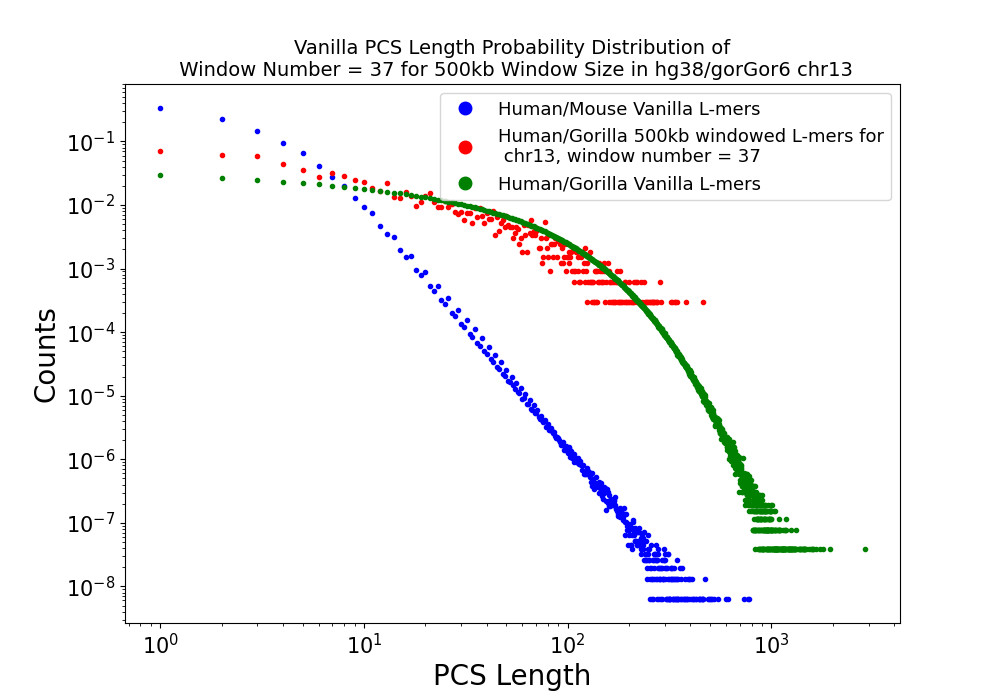 Vanilla PCS Length Probability Distribution of
Window Number = 37 for 500kb Window Size in hg38/gorGor6 chr13
Human/Mouse Vanilla L-mers
Human/Gorilla 500kb windowed L-mers for
chr13, window number = 37
Human/Gorilla Vanilla L-mers
Counts
10⁻¹
10⁻²
10⁻³
10⁻⁴
10⁻⁵
10⁻⁶
10⁻⁷
10⁻⁸
10⁰ 10¹ 10² 10³
PCS Length